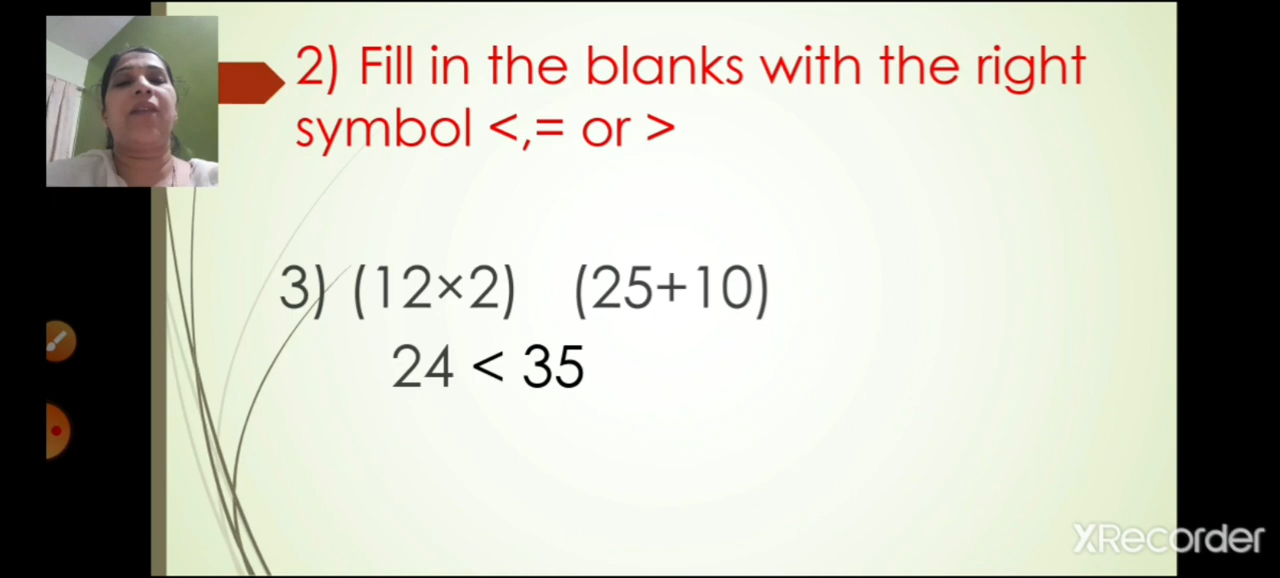 2) Fill in the blanks with the right
symbol <,= or >
3) (12×2) (25+10)
24 < 35
XRecorder